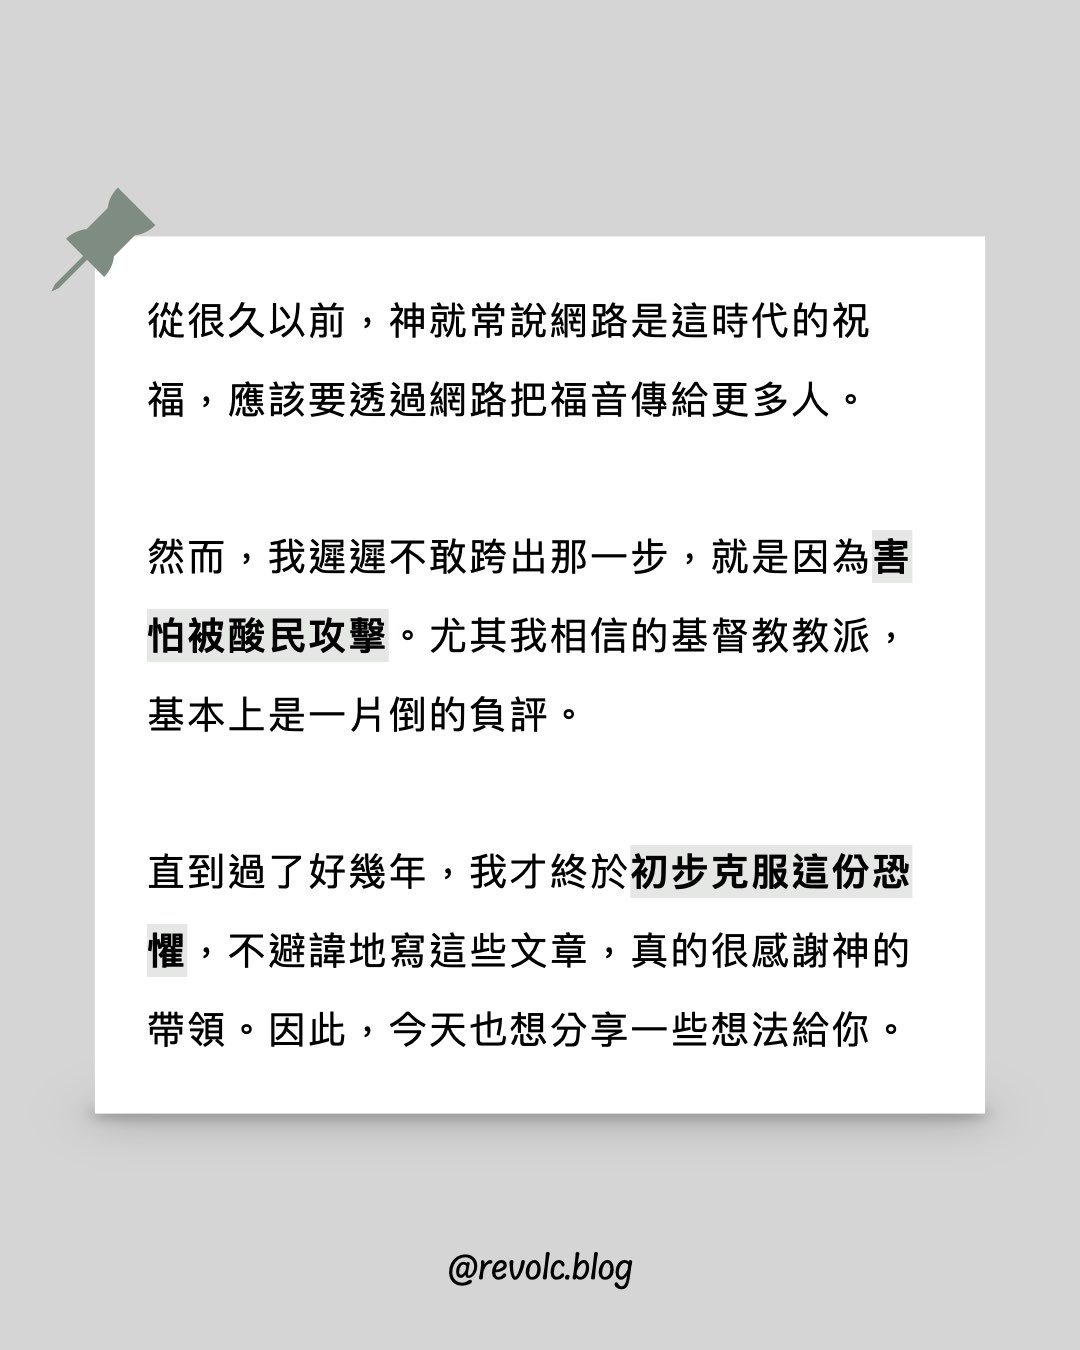 從很久以前，神就常說網路是這時代的祝
福，應該要透過網路把福音傳給更多人。
然而，我遲遲不敢跨出那一步，就是因為害
怕被酸民攻擊。尤其我相信的基督教教派，
基本上是一片倒的負評。
直到過了好幾年，我才終於初步克服這份恐
懼，不避諱地寫這些文章，真的很感謝神的
帶領。因此，今天也想分享一些想法給你。
@revolc.blog